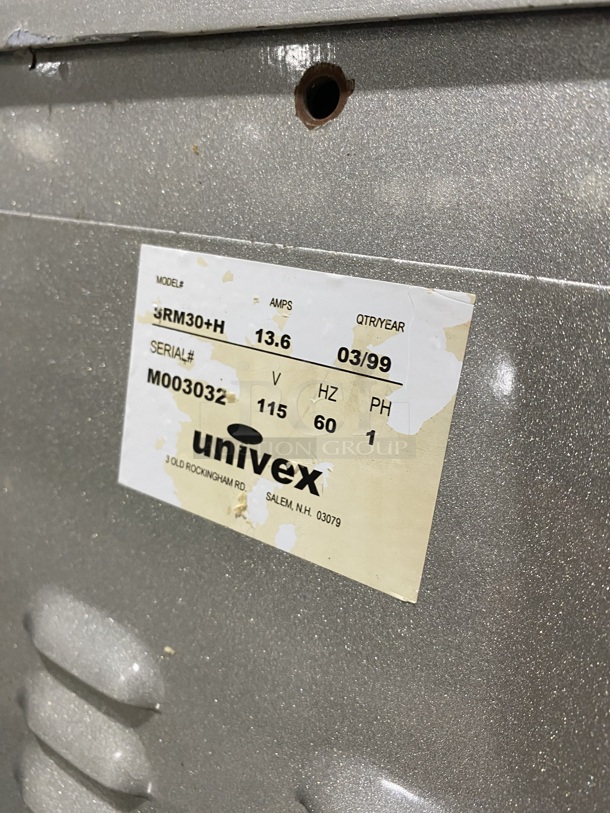 MODEL# AMPS QTR/YEAR
SRM30+H 13.6 03/99
SERIAL# V HZ PH
M003032 115 60 1
univex
3 OLD ROCKINGHAM RD. SALEM, N.H. 03079
GROUP